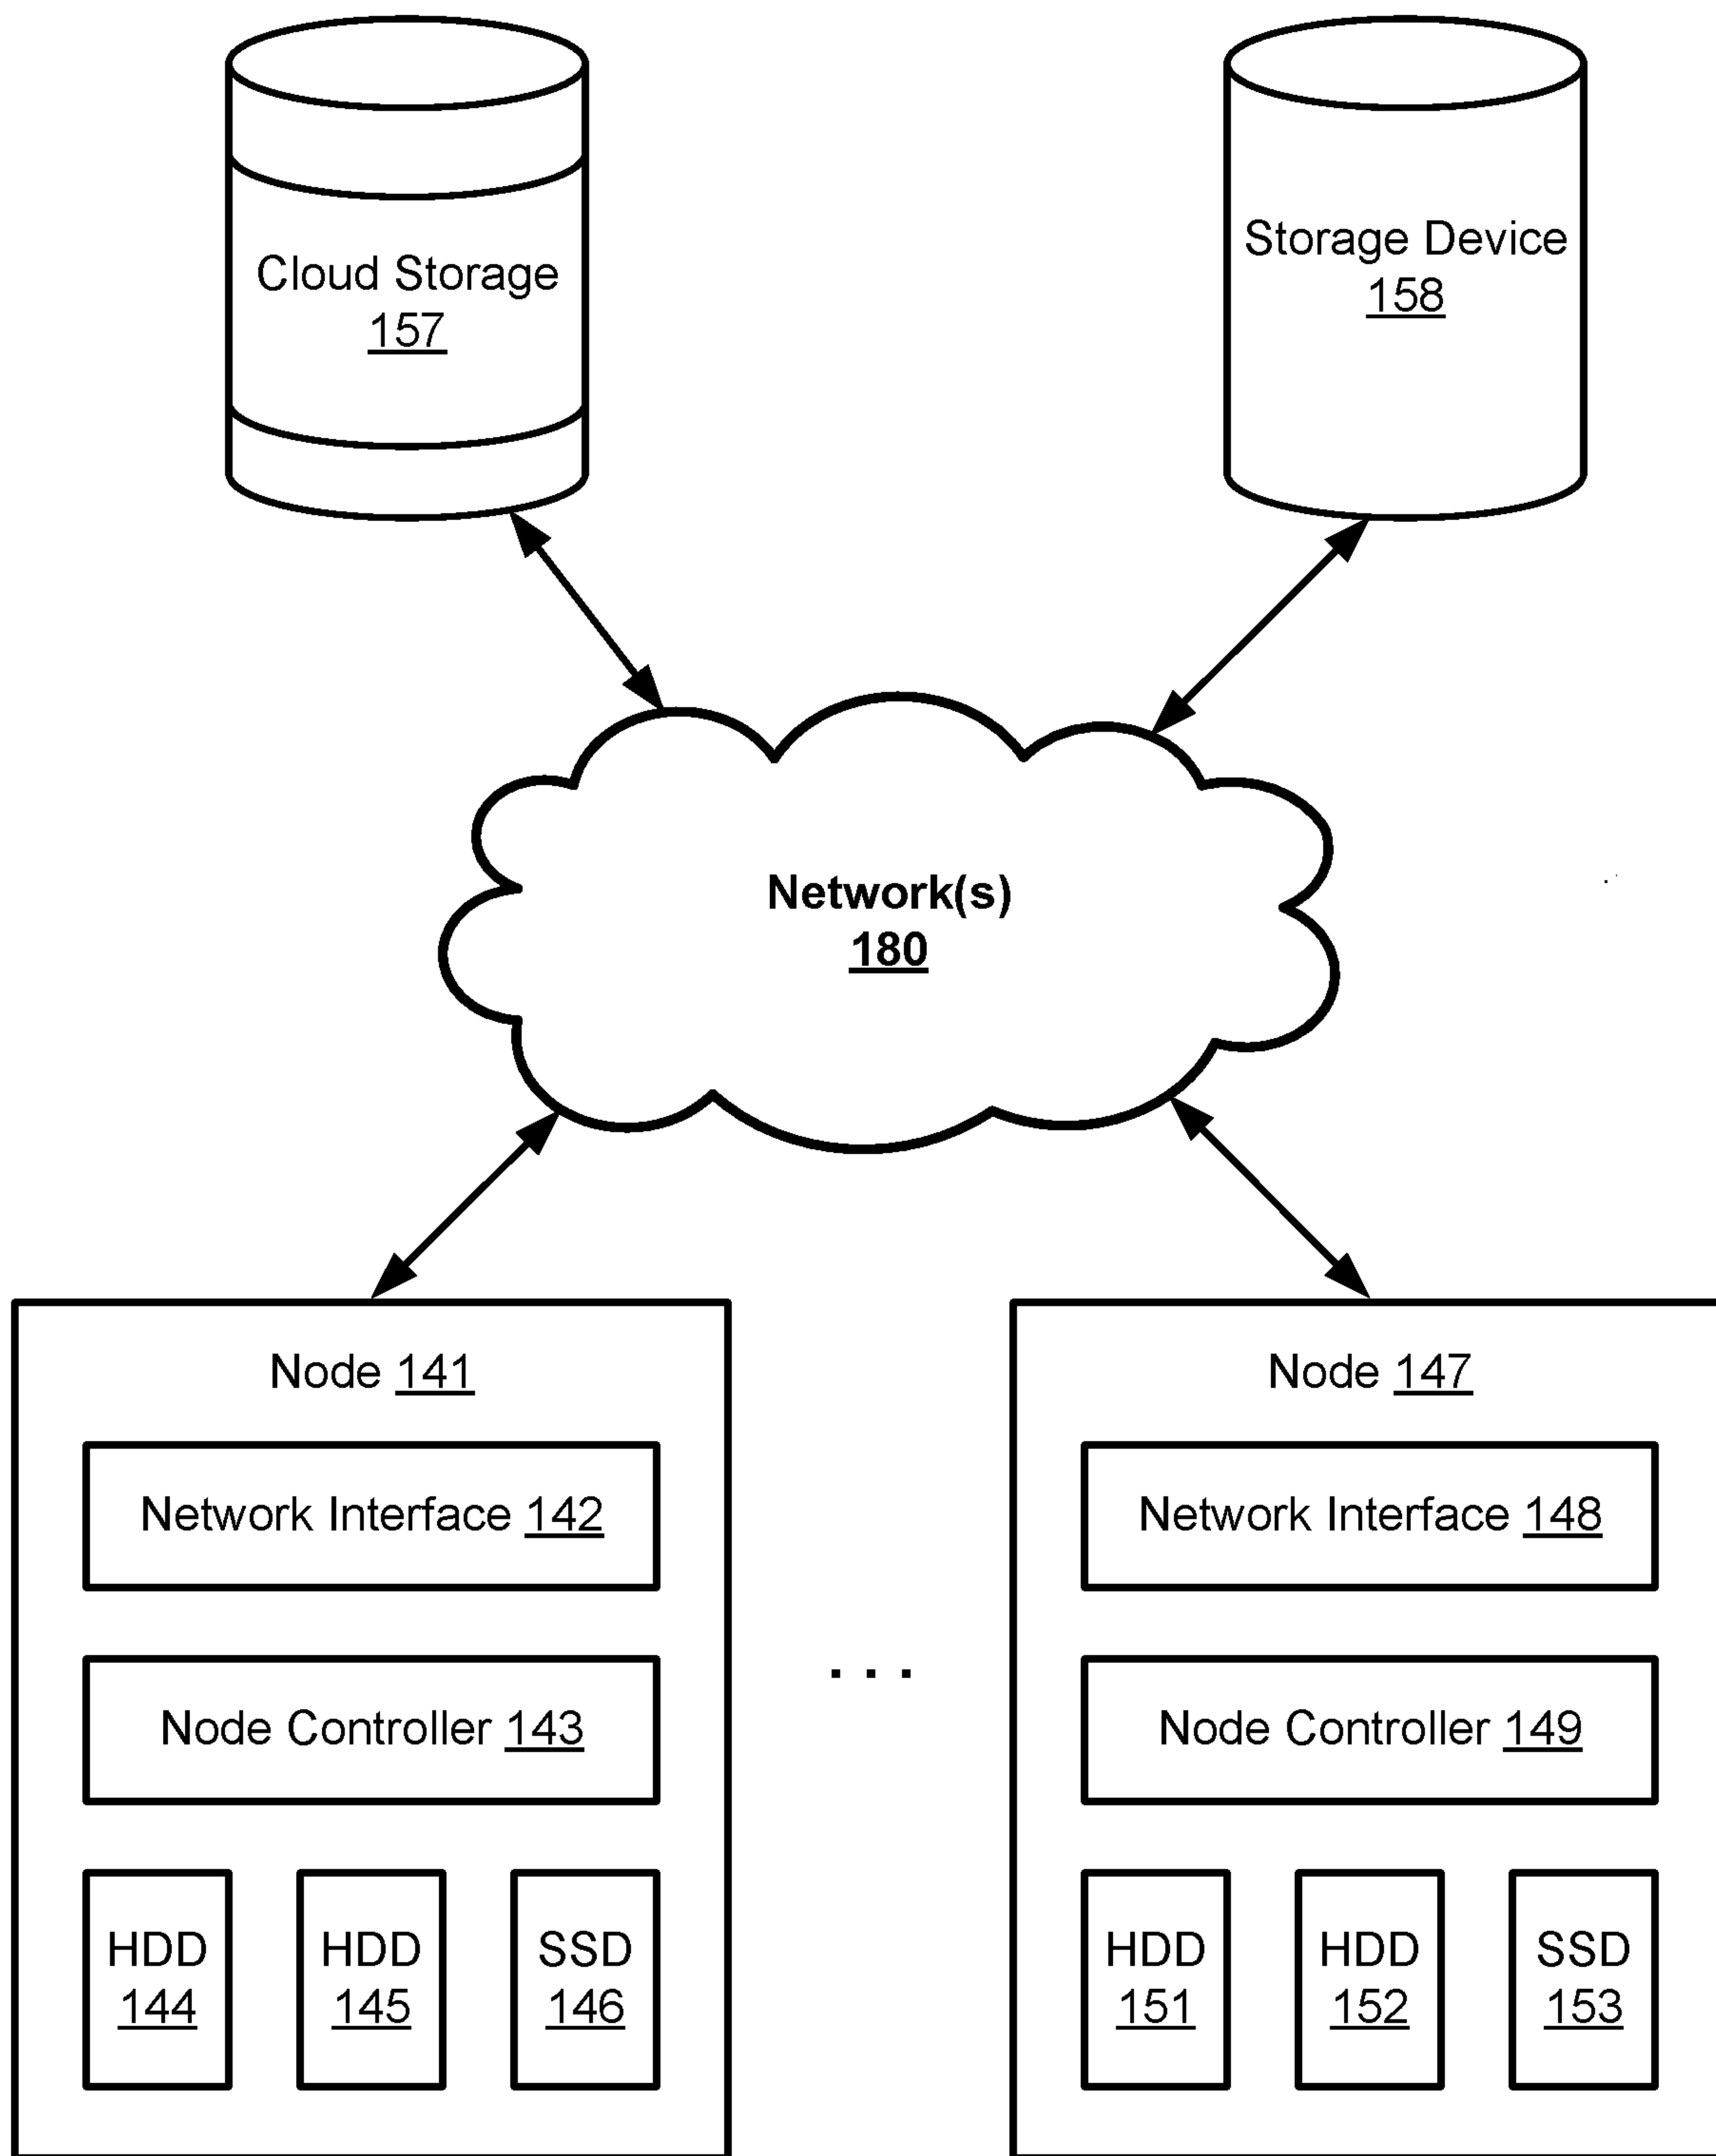 Cloud Storage
157
Storage Device
158
Network(s)
180
Node 141
Network Interface 142
Node Controller 143
HDD
144
HDD
145
SSD
146
. . .
Node 147
Network Interface 148
Node Controller 149
HDD
151
HDD
152
SSD
153